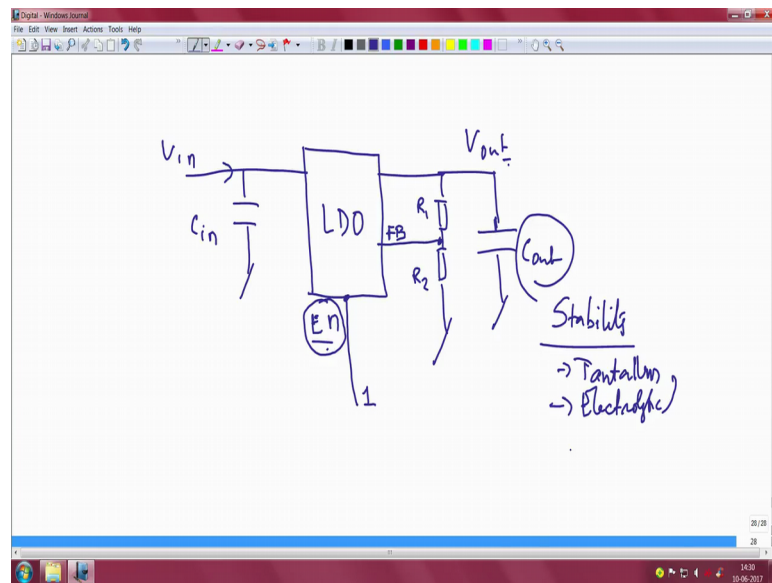 Digital - Windows Journal
File Edit View Insert Actions Tools Help
B I
Vin
Vout
Cin
LDO
R1
FB
R2
Cout
En
1
Stability
→ Tantallum
→ Electrolytic
28/28
28
14:30
10-06-2017